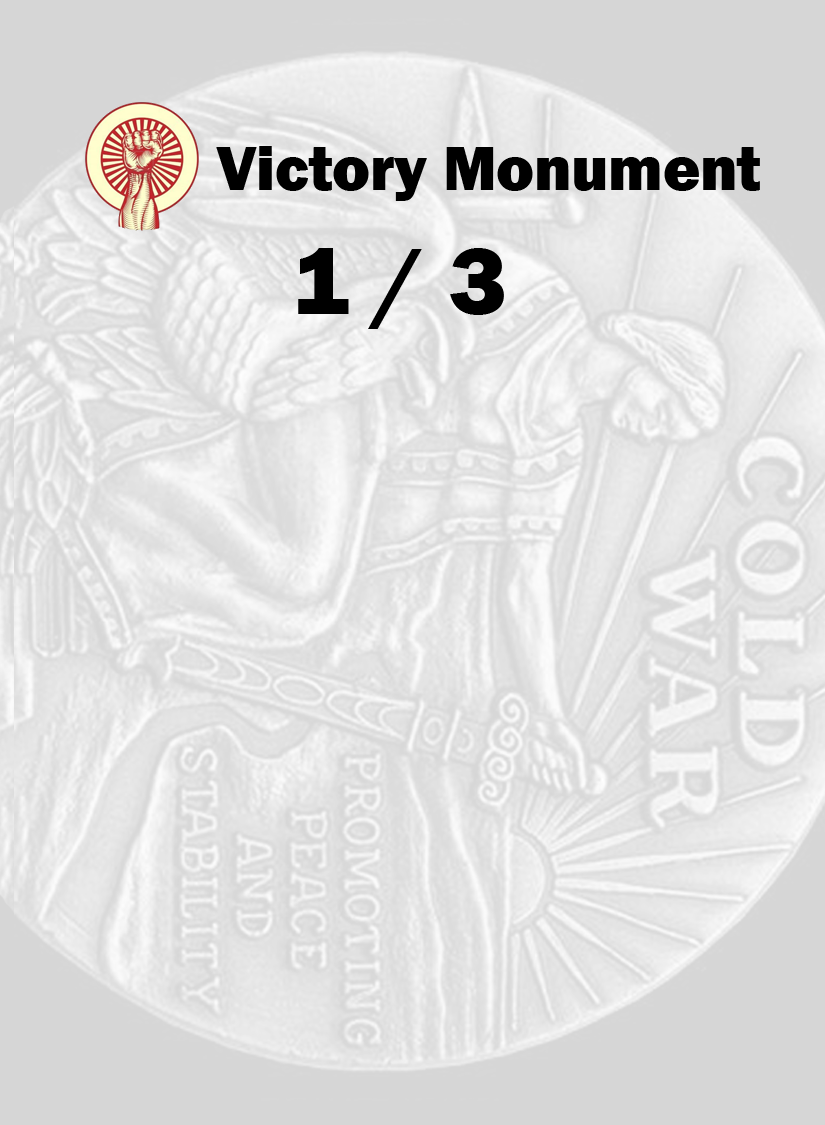 Victory Monument
1 / 3
COLD
WAR
PROMOTING
PEACE
AND
STABILITY